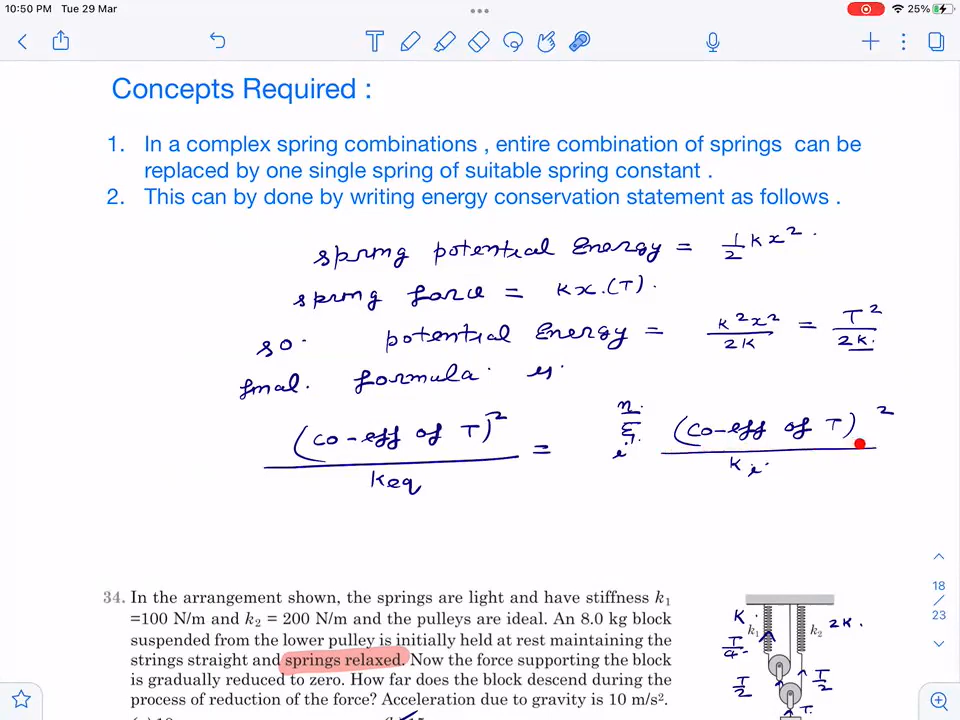 10:50 PM Tue 29 Mar
25%
Concepts Required :
1. In a complex spring combinations , entire combination of springs can be
replaced by one single spring of suitable spring constant .
2. This can by done by writing energy conservation statement as follows .
spring potential Energy = 1/2 kx²
spring force = kx.(T).
so potential Energy = k²x²/2k = T²/2k.
final. formula is
(co-eff of T)²/keq = n Σ i (co-eff of T)²/ki
18
/
23
34. In the arrangement shown, the springs are light and have stiffness k₁
=100 N/m and k₂ = 200 N/m and the pulleys are ideal. An 8.0 kg block
suspended from the lower pulley is initially held at rest maintaining the
strings straight and springs relaxed. Now the force supporting the block
is gradually reduced to zero. How far does the block descend during the
process of reduction of the force? Acceleration due to gravity is 10 m/s².
K k₁ k₂ 2K.
T/4
T/2 T/2
T.